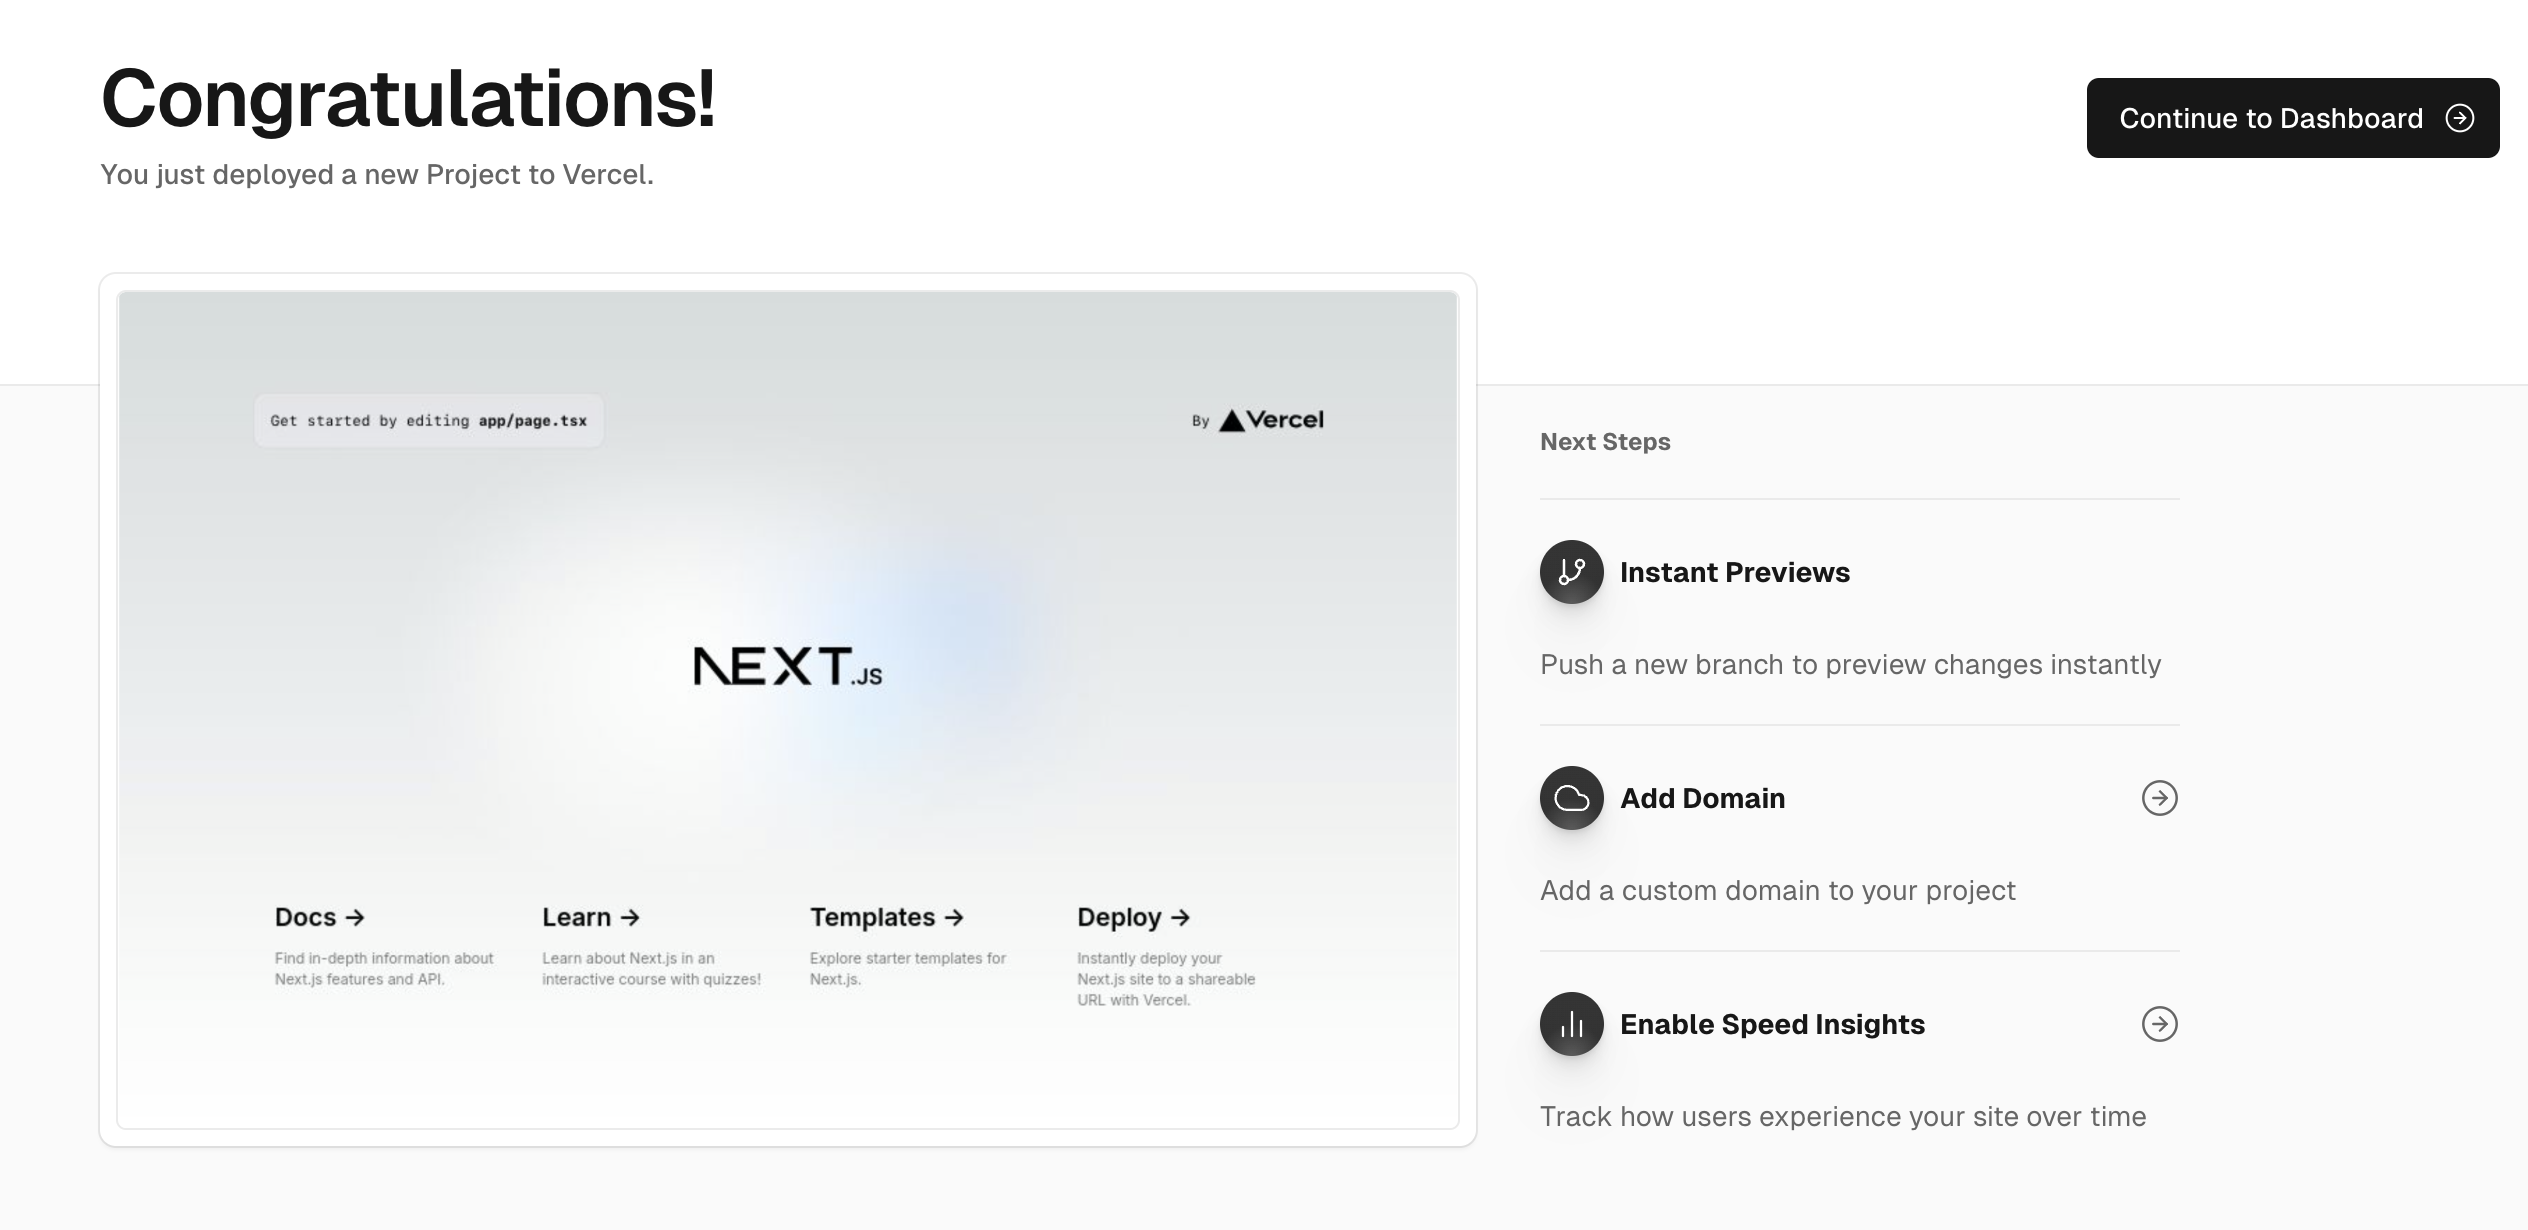 Congratulations!
You just deployed a new Project to Vercel.
Continue to Dashboard
Get started by editing app/page.tsx
By Vercel
NEXT.JS
Docs →
Find in-depth information about
Next.js features and API.
Learn →
Learn about Next.js in an
interactive course with quizzes!
Templates →
Explore starter templates for
Next.js.
Deploy →
Instantly deploy your
Next.js site to a shareable
URL with Vercel.
Next Steps
Instant Previews
Push a new branch to preview changes instantly
Add Domain
Add a custom domain to your project
Enable Speed Insights
Track how users experience your site over time